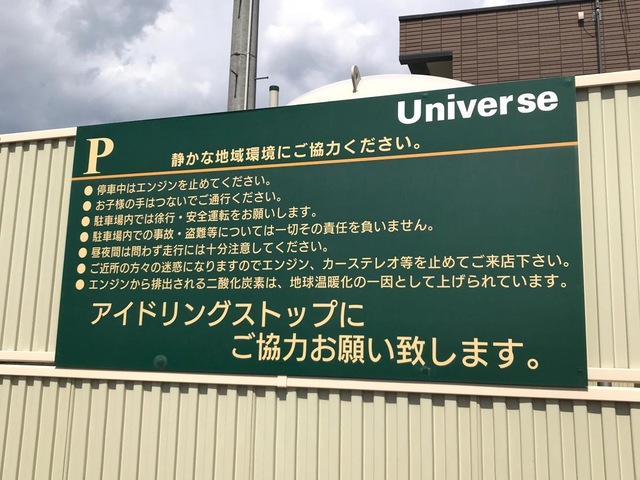 Universe
P 静かな地域環境にご協力ください。
● 停車中はエンジンを止めてください。
● お子様の手はつないでご通行ください。
● 駐車場内では徐行・安全運転をお願いします。
● 駐車場内での事故・盗難等については一切その責任を負いません。
● 昼夜間は問わず走行には十分注意してください。
● ご近所の方々の迷惑になりますのでエンジン、カーステレオ等を止めてご来店下さい。
● エンジンから排出される二酸化炭素は、地球温暖化の一因として上げられています。
アイドリングストップに
ご協力お願い致します。